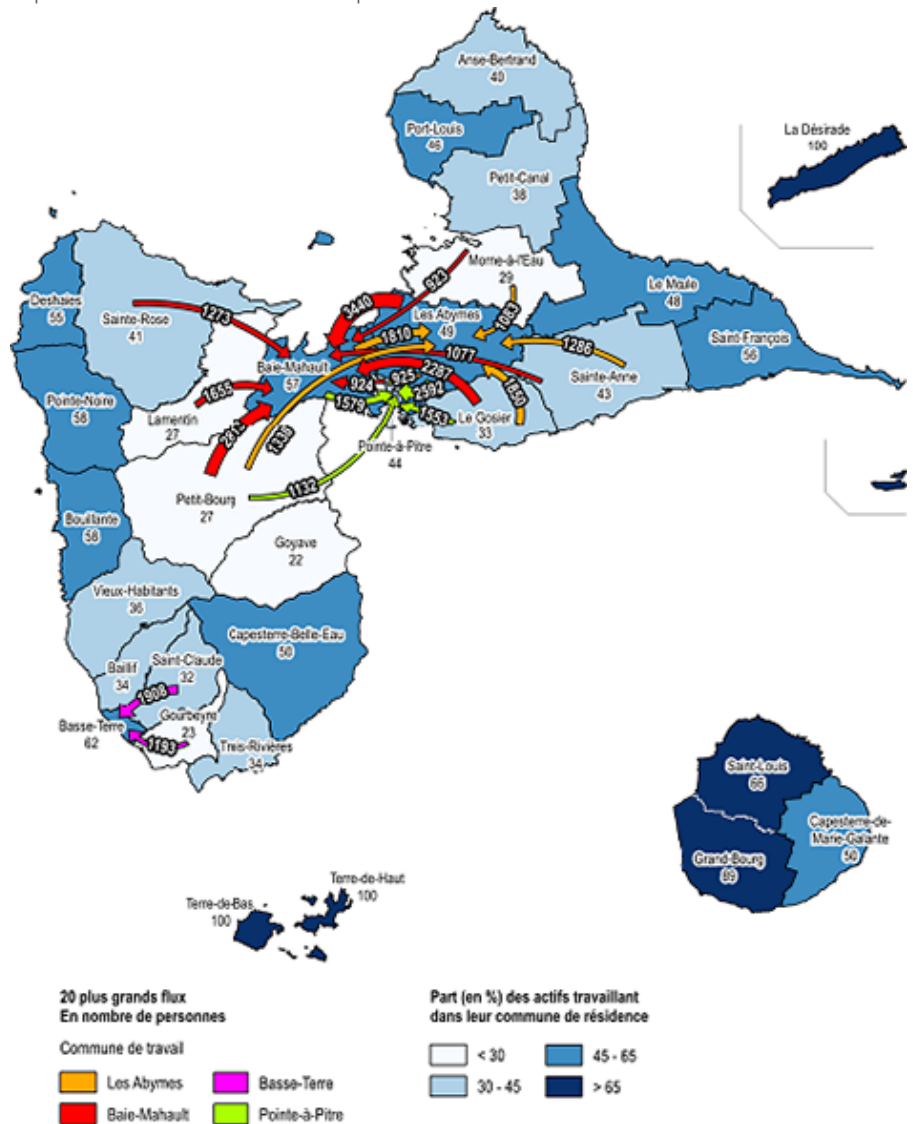 Anse-Bertrand
40
Port-Louis
46
La Désirade
100
Petit-Canal
38
Morne-à-l'Eau
29
923
3440
1063
Le Moule
48
Deshaies
55
Sainte-Rose
41
1273
Les Abymes
49
1810
1286
Saint-François
56
1077
Baie-Mahault
57
2287
925
924
2592
Sainte-Anne
43
Pointe-Noire
58
Lamentin
27
1655
1579
1850
1553
Le Gosier
33
Pointe-à-Pitre
44
Petit-Bourg
27
1132
Bouillante
58
Goyave
22
Vieux-Habitants
36
Capesterre-Belle-Eau
50
Saint-Claude
32
Baillif
34
1908
Gourbeyre
23
Basse-Terre
62
1193
Trois-Rivières
34
Saint-Louis
66
Capesterre-de-
Marie-Galante
50
Grand-Bourg
89
Terre-de-Haut
100
Terre-de-Bas
100
20 plus grands flux
En nombre de personnes
Commune de travail
Les Abymes
Basse-Terre
Baie-Mahault
Pointe-à-Pitre
Part (en %) des actifs travaillant
dans leur commune de résidence
< 30
45 - 65
30 - 45
> 65